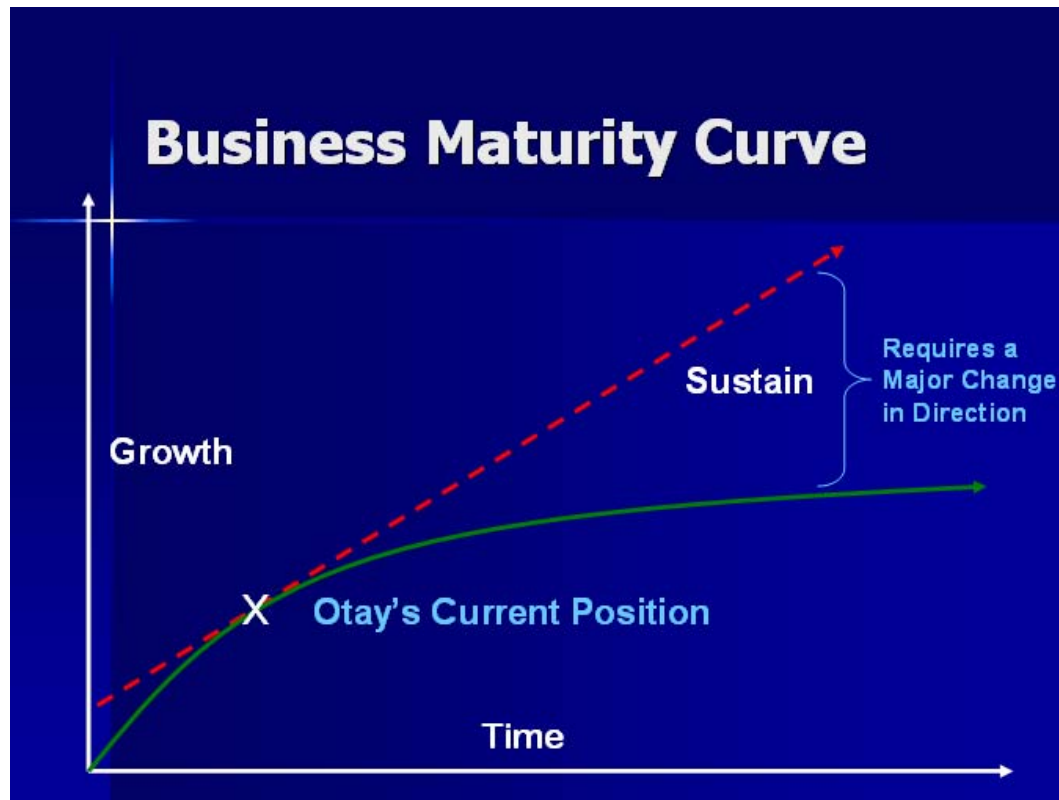 Business Maturity Curve
Requires a
Major Change
in Direction
Sustain
Growth
X
Otay's Current Position
Time